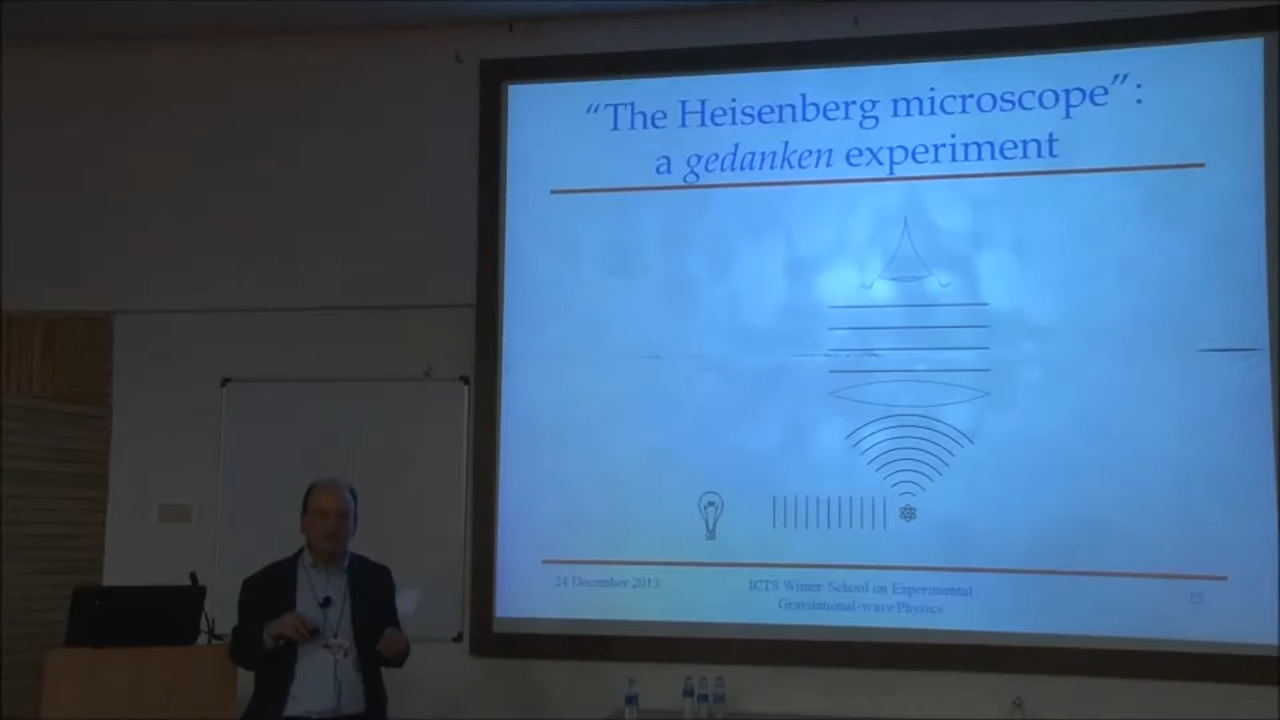 “The Heisenberg microscope”:
a gedanken experiment
24 December 2013
ICTS Winter School on Experimental
Gravitational-wave Physics